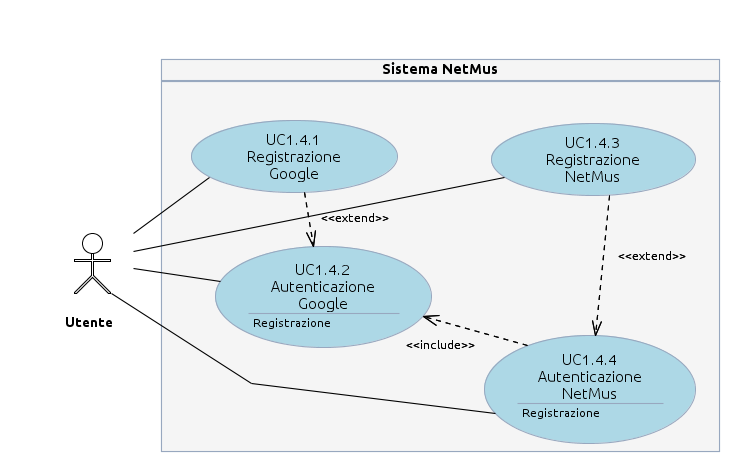 Sistema NetMus
UC1.4.1
Registrazione
Google
UC1.4.3
Registrazione
NetMus
<<extend>>
<<extend>>
UC1.4.2
Autenticazione
Google
Registrazione
Utente
<<include>>
UC1.4.4
Autenticazione
NetMus
Registrazione